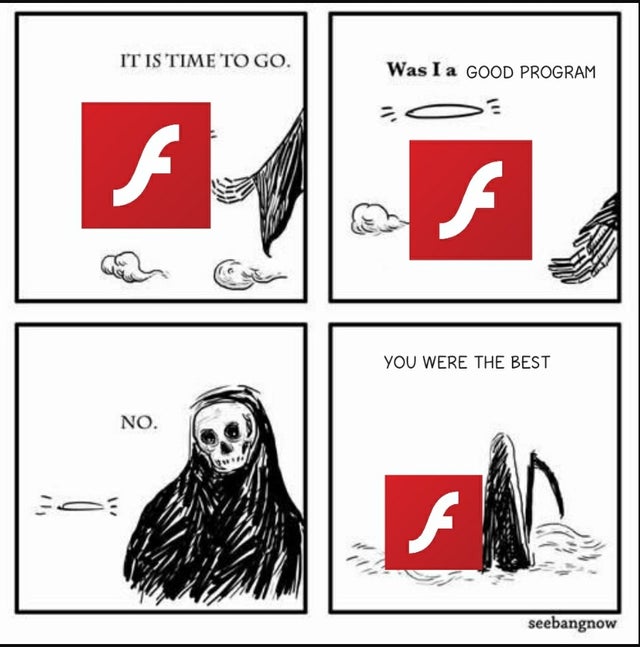 IT IS TIME TO GO.
Was I a GOOD PROGRAM
NO.
YOU WERE THE BEST
seebangnow